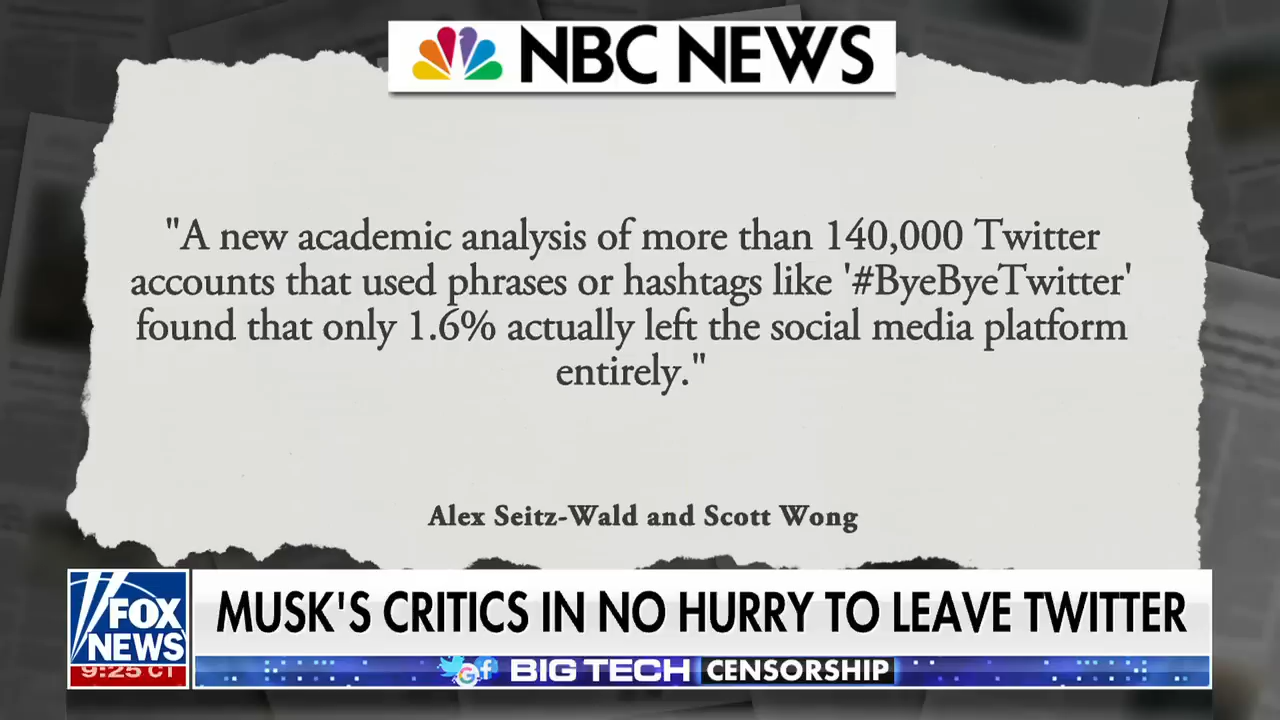 NBC NEWS
"A new academic analysis of more than 140,000 Twitter
accounts that used phrases or hashtags like '#ByeByeTwitter'
found that only 1.6% actually left the social media platform
entirely."
Alex Seitz-Wald and Scott Wong
FOX
NEWS
9:25 CT
MUSK'S CRITICS IN NO HURRY TO LEAVE TWITTER
BIG TECH CENSORSHIP